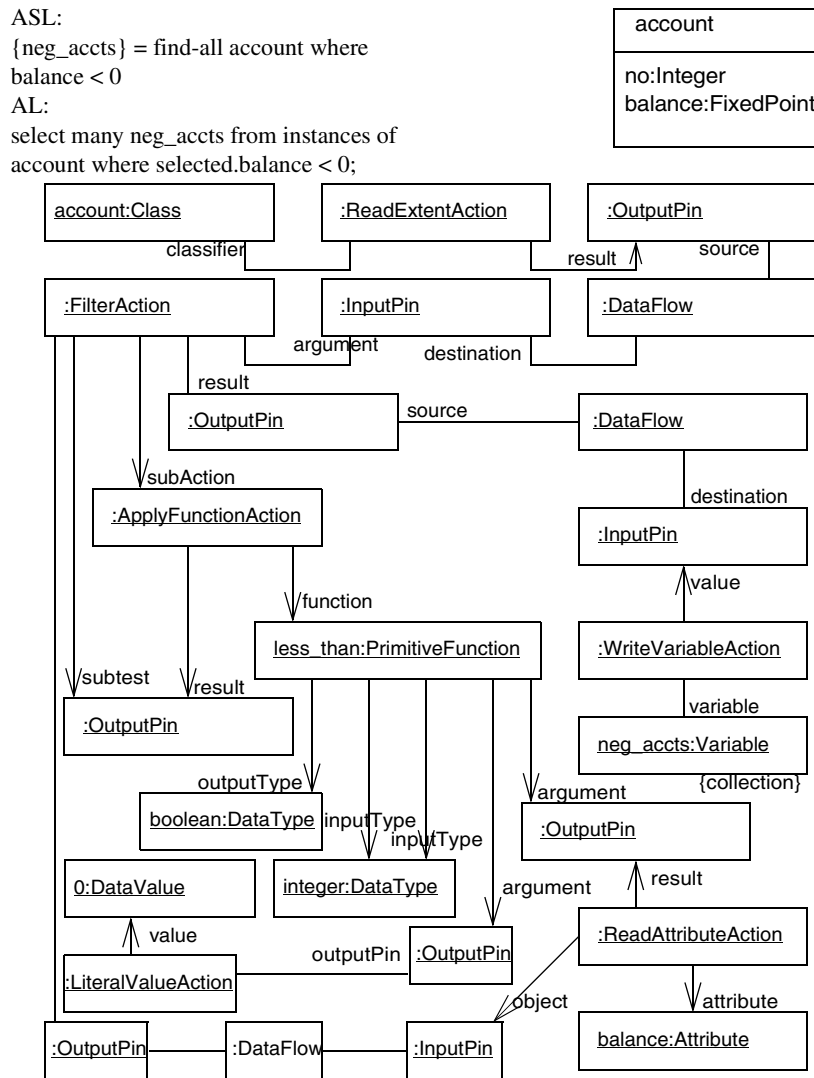 ASL:
{neg_accts} = find-all account where
balance < 0
AL:
select many neg_accts from instances of
account where selected.balance < 0;
account
no:Integer
balance:FixedPoint
account:Class
:ReadExtentAction
:OutputPin
classifier
result
source
:FilterAction
:InputPin
:DataFlow
argument
destination
result
:OutputPin
source
:DataFlow
subAction
destination
:ApplyFunctionAction
:InputPin
function
value
less_than:PrimitiveFunction
:WriteVariableAction
subtest
result
variable
:OutputPin
neg_accts:Variable
{collection}
outputType
argument
boolean:DataType
inputType
inputType
:OutputPin
0:DataValue
integer:DataType
argument
result
value
outputPin
:OutputPin
:ReadAttributeAction
:LiteralValueAction
object
attribute
:OutputPin
:DataFlow
:InputPin
balance:Attribute